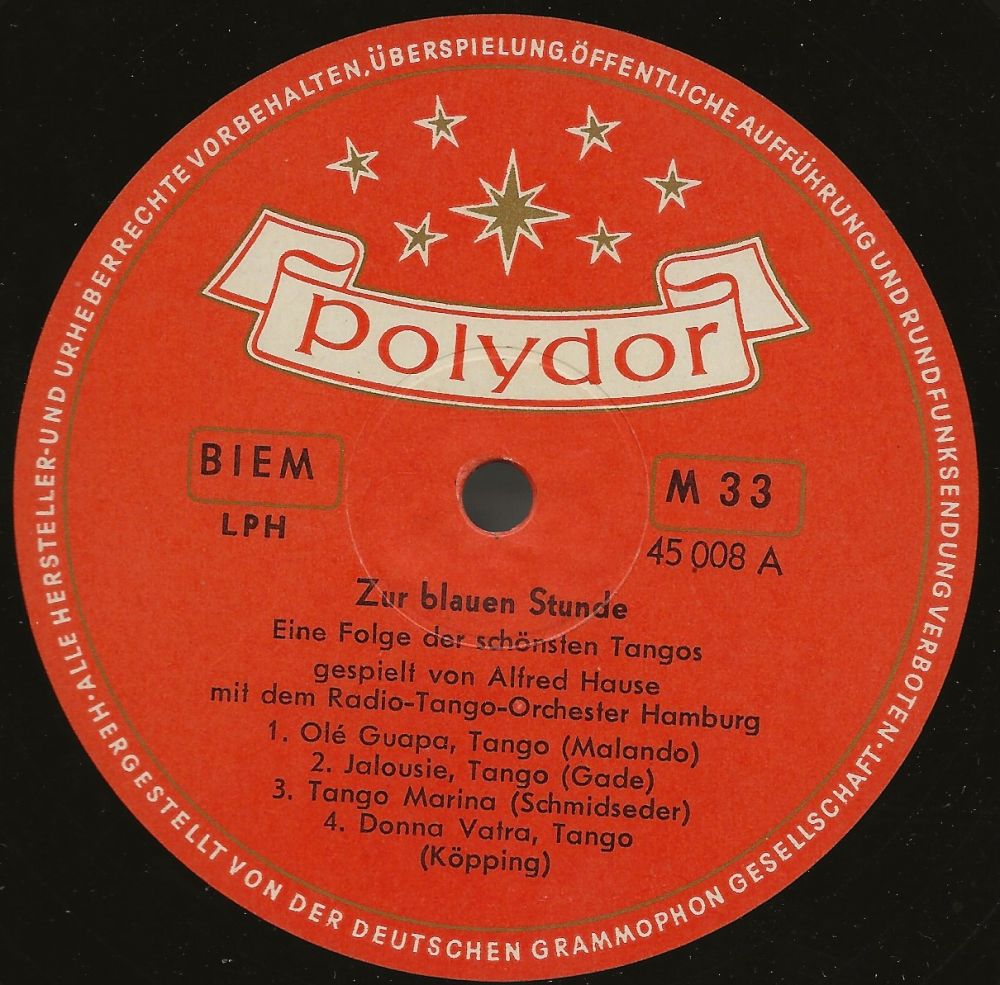 ALLE HERSTELLER-UND URHEBERRECHTE VORBEHALTEN.ÜBERSPIELUNG.ÖFFENTLICHE AUFFÜHRUNG UND RUNDFUNKSENDUNG VERBOTEN·
HERGESTELLT VON DER DEUTSCHEN GRAMMOPHON GESELLSCHAFT·
polydor
BIEM
M 33
LPH
45 008 A
Zur blauen Stunde
Eine Folge der schönsten Tangos
gespielt von Alfred Hause
mit dem Radio-Tango-Orchester Hamburg
1. Olé Guapa, Tango (Malando)
2. Jalousie, Tango (Gade)
3. Tango Marina (Schmidseder)
4. Donna Vatra, Tango
(Köpping)